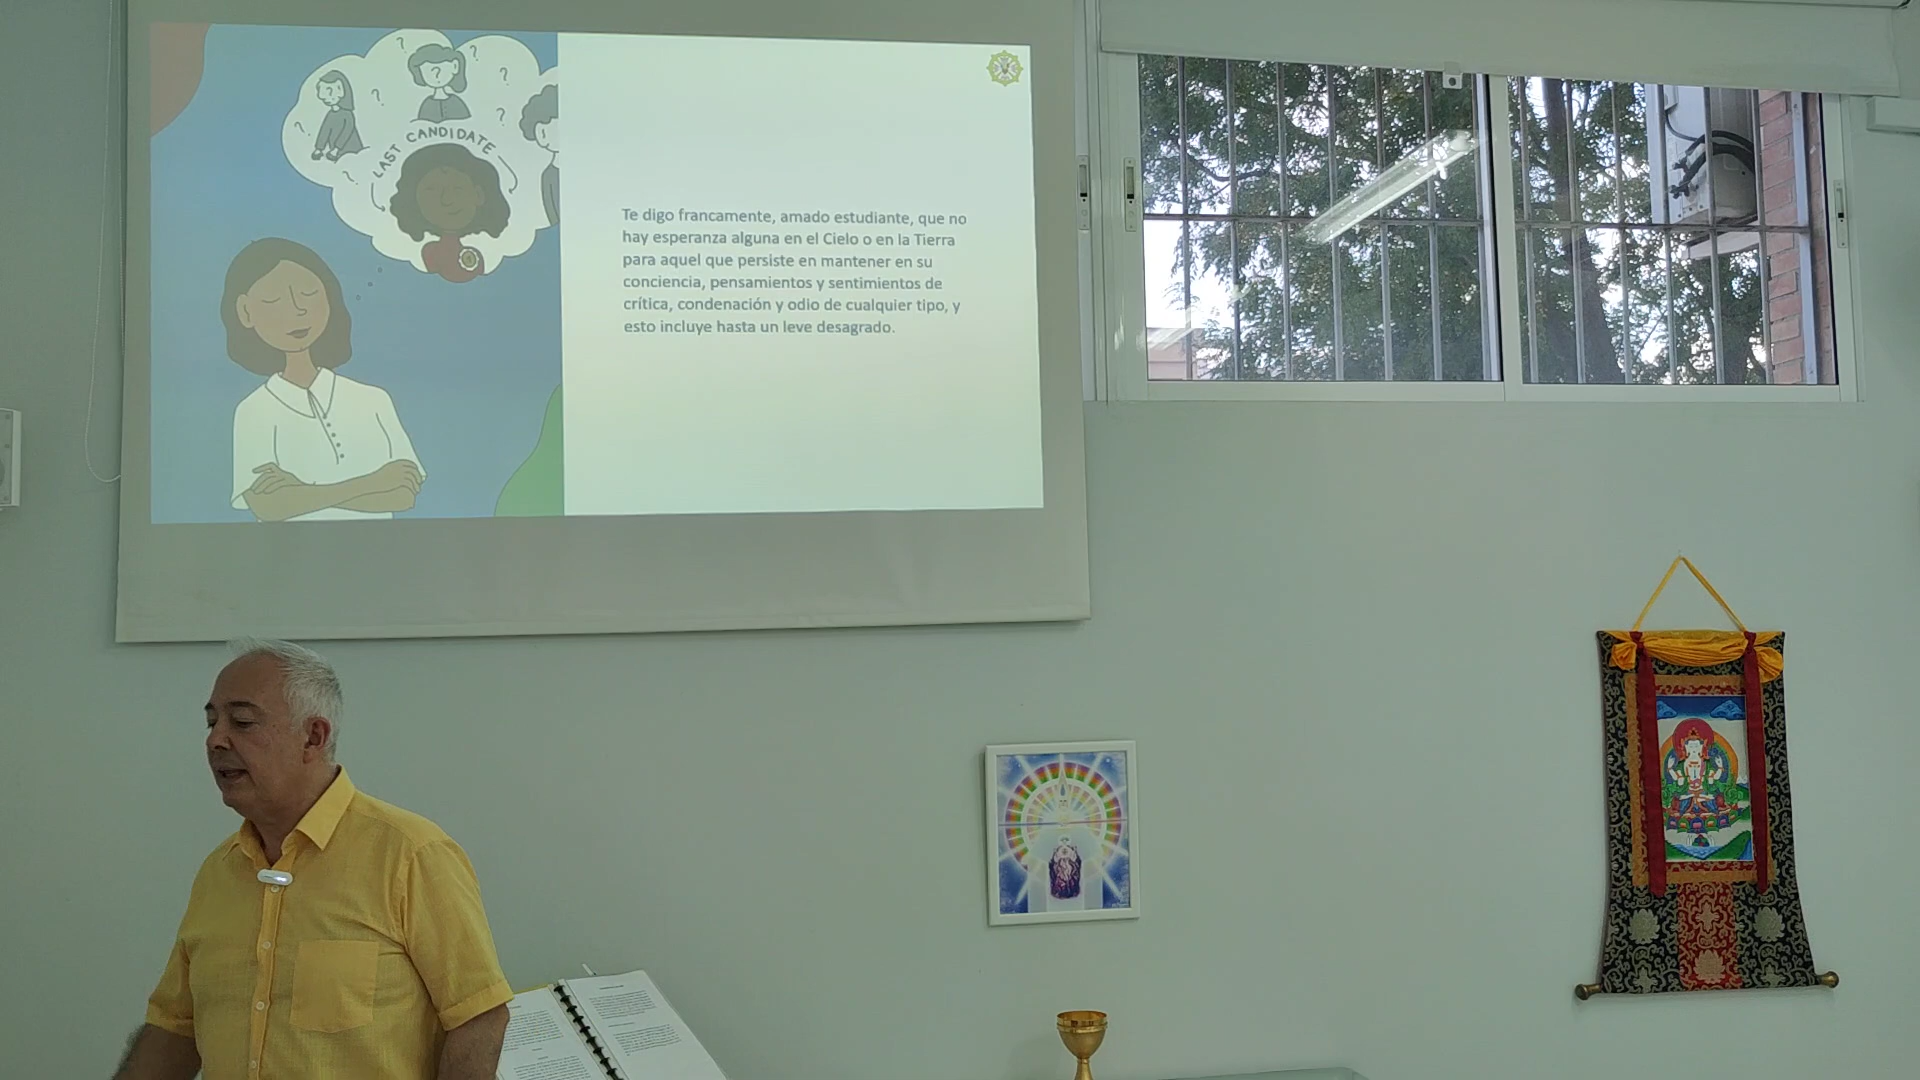 LAST CANDIDATE
Te digo francamente, amado estudiante, que no
hay esperanza alguna en el Cielo o en la Tierra
para aquel que persiste en mantener en su
conciencia, pensamientos y sentimientos de
crítica, condenación y odio de cualquier tipo, y
esto incluye hasta un leve desagrado.